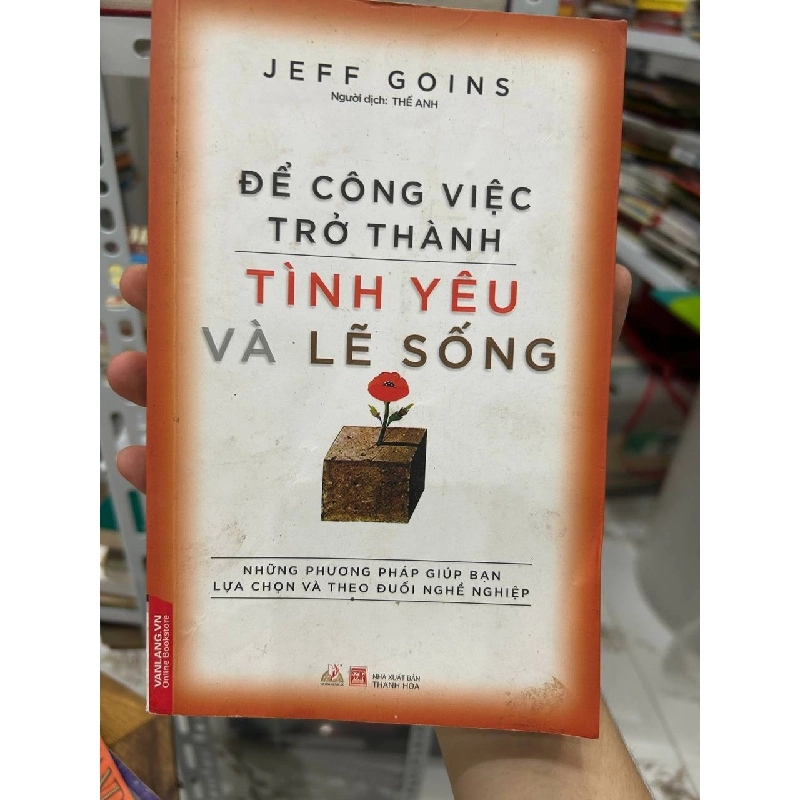 JEFF GOINS
Người dịch: THẾ ANH
ĐỂ CÔNG VIỆC
TRỞ THÀNH
TÌNH YÊU
VÀ LẼ SỐNG
NHỮNG PHƯƠNG PHÁP GIÚP BẠN
LỰA CHỌN VÀ THEO ĐUỔI NGHỀ NGHIỆP
VANLANG.VN
Online Bookstore
NHÀ XUẤT BẢN
THANH HÓA